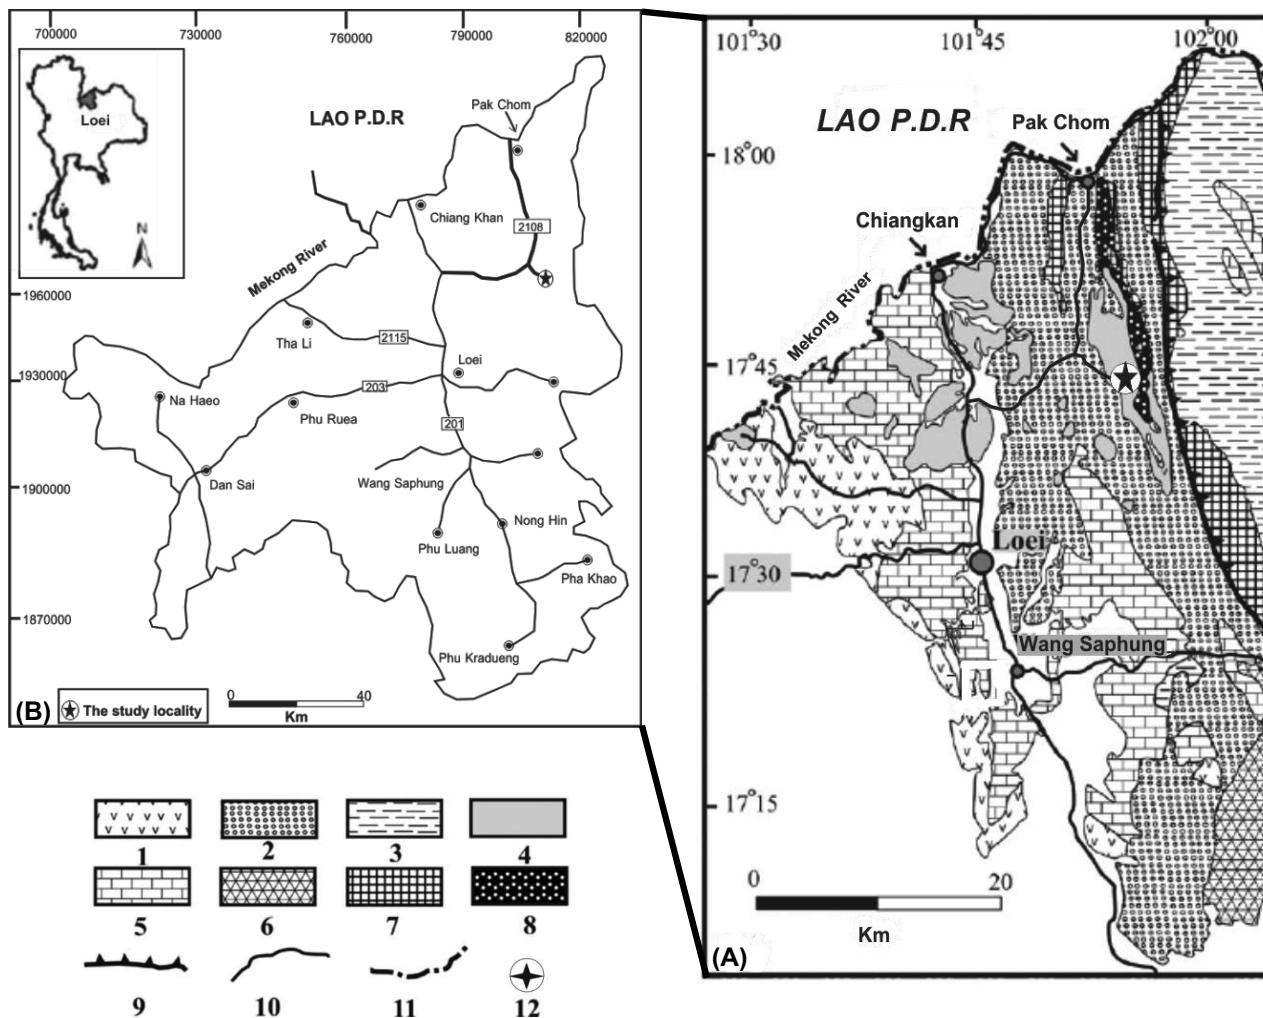 700000
730000
760000
790000
820000
Loei
N
LAO P.D.R
Pak Chom
Chiang Khan
2108
Mekong River
1960000
Tha Li
2115
Loei
1930000
203
Na Haeo
Phu Ruea
201
Dan Sai
Wang Saphung
1900000
Nong Hin
Phu Luang
Pha Khao
1870000
Phu Kradueng
(B)
The study locality
0
40
Km
101°30
101°45
102°00
LAO P.D.R
Pak Chom
18°00
Chiangkan
Mekong River
17°45
Loei
17°30
Wang Saphung
17°15
0
20
Km
(A)
1
2
3
4
5
6
7
8
9
10
11
12